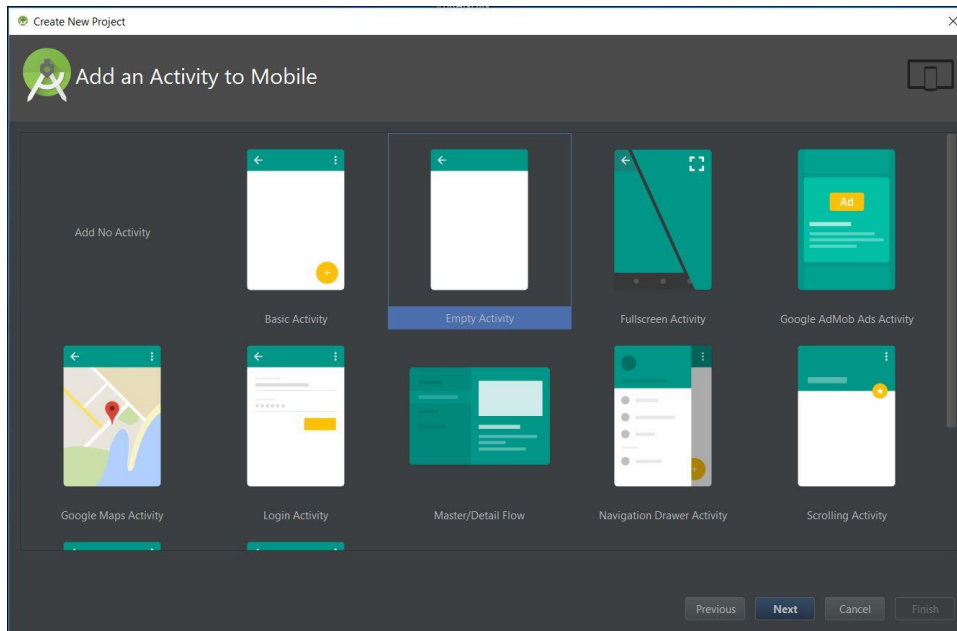 Create New Project
Add an Activity to Mobile
Add No Activity
Basic Activity
Empty Activity
Fullscreen Activity
Ad
Google AdMob Ads Activity
Google Maps Activity
Login Activity
Master/Detail Flow
Navigation Drawer Activity
Scrolling Activity
Previous
Next
Cancel
Finish